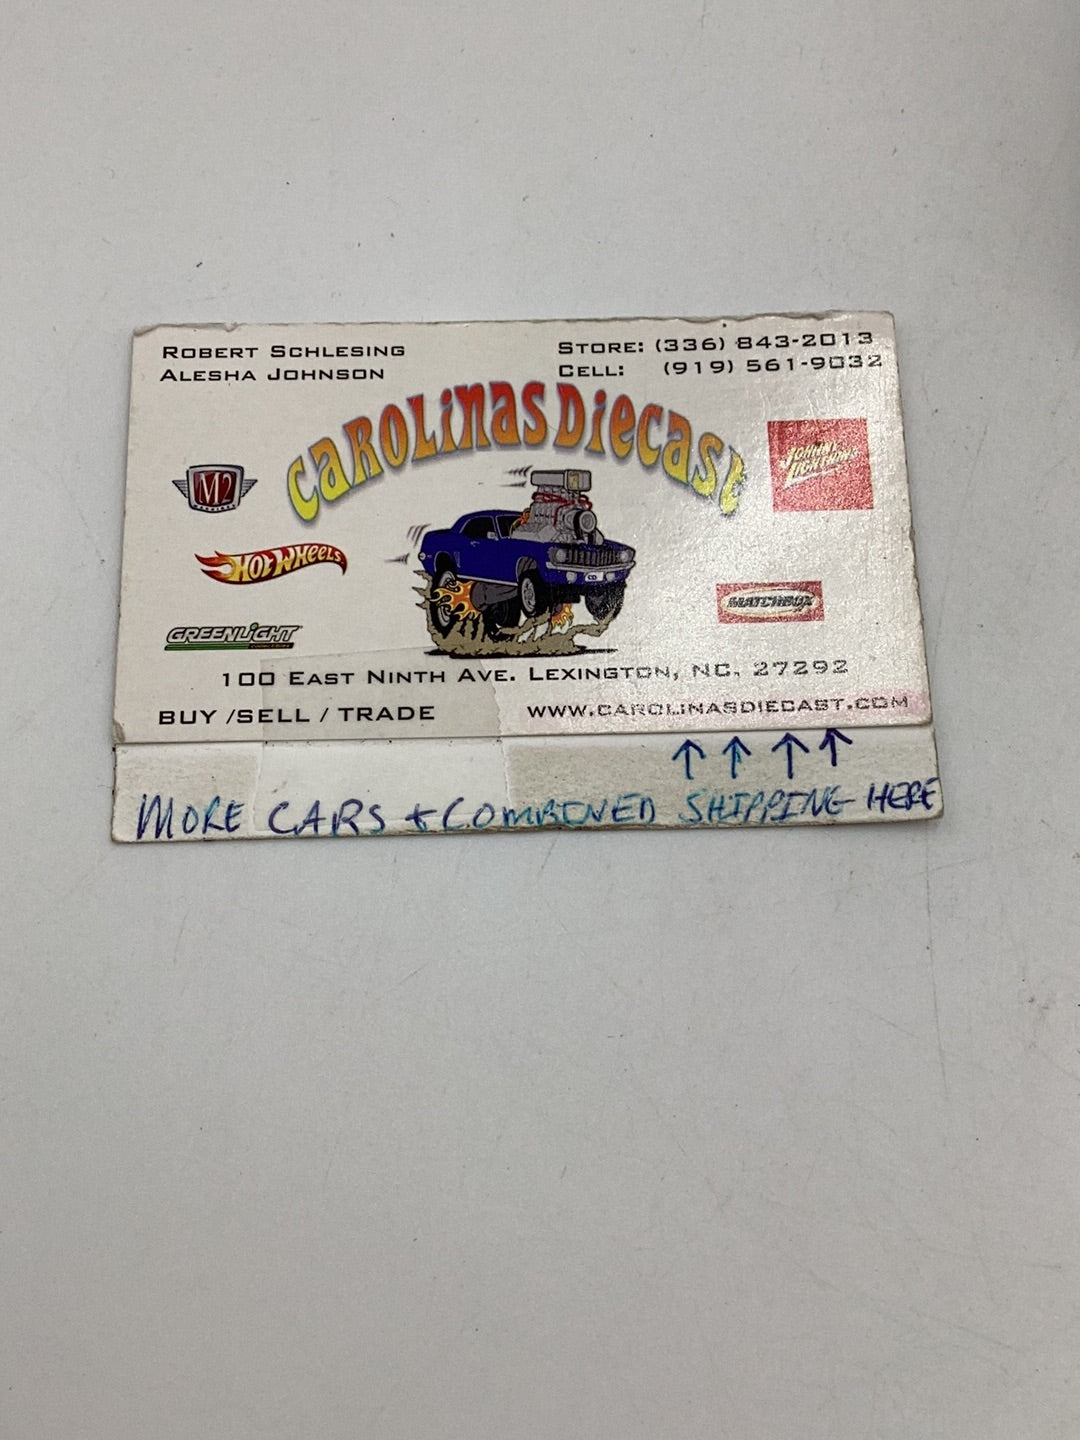 ROBERT SCHLESING
ALESHA JOHNSON
STORE: (336) 843-2013
CELL: (919) 561-9032
CAROLINAS DIECAST
M2
MACHINES
JOHNNY LIGHTNING
HOT WHEELS
MATCHBOX
GREENLIGHT
CD
100 EAST NINTH AVE. LEXINGTON, NC. 27292
BUY /SELL / TRADE
WWW.CAROLINASDIECAST.COM
↑ ↑ ↑ ↑
MORE CARS + COMBINED SHIPPING HERE